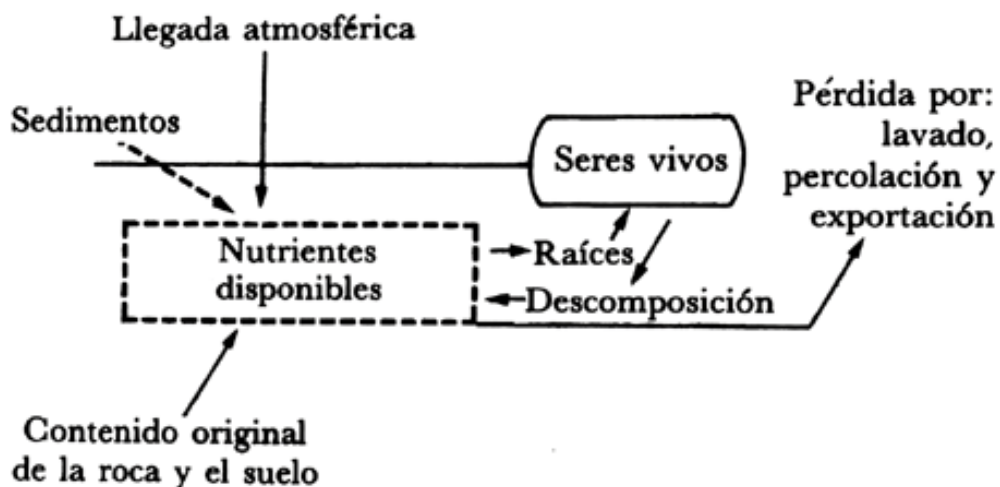 Llegada atmosférica
Sedimentos
Pérdida por:
lavado,
percolación y
exportación
Seres vivos
Nutrientes
disponibles
Raíces
Descomposición
Contenido original
de la roca y el suelo